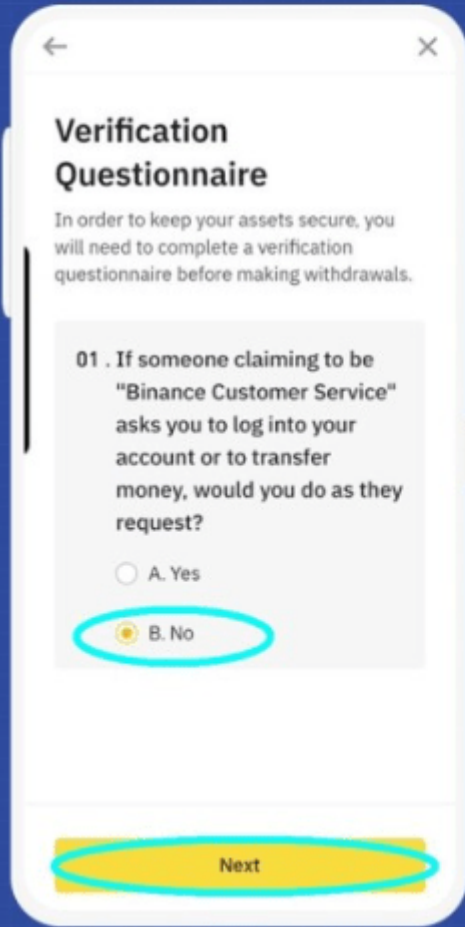 Verification
Questionnaire
In order to keep your assets secure, you
will need to complete a verification
questionnaire before making withdrawals.
01 . If someone claiming to be
"Binance Customer Service"
asks you to log into your
account or to transfer
money, would you do as they
request?
A. Yes
B. No
Next